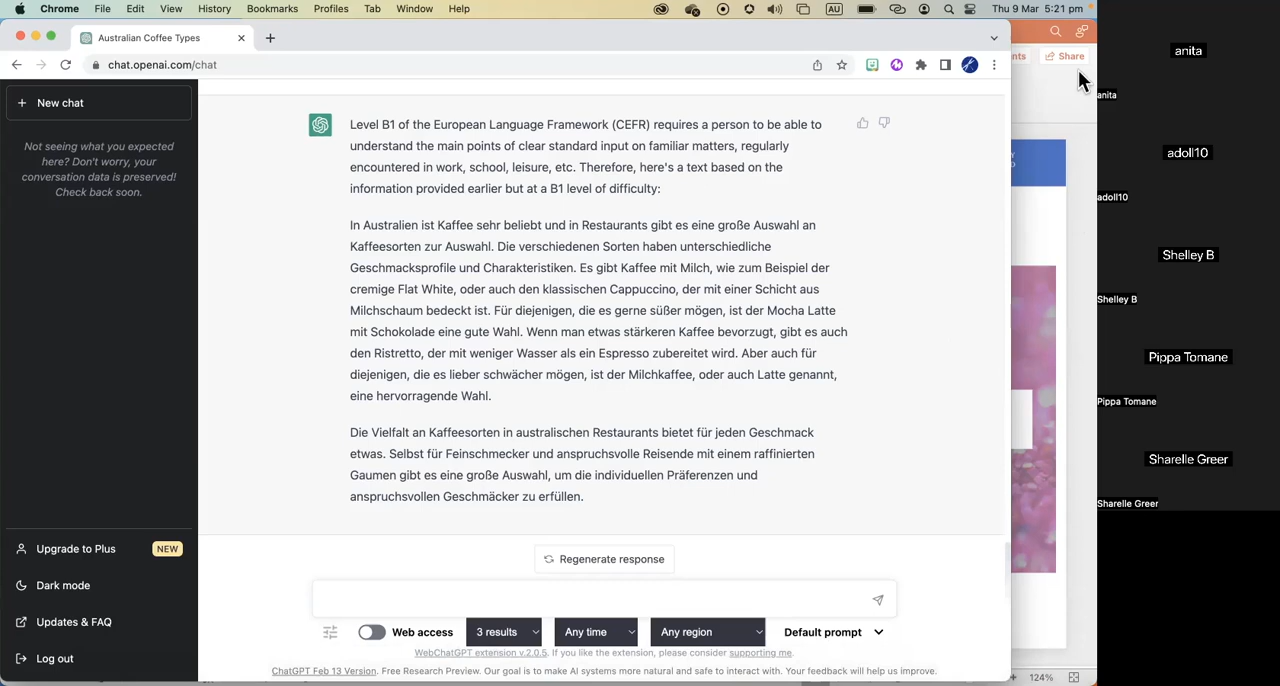 Chrome File Edit View History Bookmarks Profiles Tab Window Help AU Thu 9 Mar 5:21 pm
Australian Coffee Types
chat.openai.com/chat
nts Share
New chat
Not seeing what you expected
here? Don't worry, your
conversation data is preserved!
Check back soon.
Upgrade to Plus NEW
Dark mode
Updates & FAQ
Log out
Level B1 of the European Language Framework (CEFR) requires a person to be able to
understand the main points of clear standard input on familiar matters, regularly
encountered in work, school, leisure, etc. Therefore, here's a text based on the
information provided earlier but at a B1 level of difficulty:
In Australien ist Kaffee sehr beliebt und in Restaurants gibt es eine große Auswahl an
Kaffeesorten zur Auswahl. Die verschiedenen Sorten haben unterschiedliche
Geschmacksprofile und Charakteristiken. Es gibt Kaffee mit Milch, wie zum Beispiel der
cremige Flat White, oder auch den klassischen Cappuccino, der mit einer Schicht aus
Milchschaum bedeckt ist. Für diejenigen, die es gerne süßer mögen, ist der Mocha Latte
mit Schokolade eine gute Wahl. Wenn man etwas stärkeren Kaffee bevorzugt, gibt es auch
den Ristretto, der mit weniger Wasser als ein Espresso zubereitet wird. Aber auch für
diejenigen, die es lieber schwächer mögen, ist der Milchkaffee, oder auch Latte genannt,
eine hervorragende Wahl.
Die Vielfalt an Kaffeesorten in australischen Restaurants bietet für jeden Geschmack
etwas. Selbst für Feinschmecker und anspruchsvolle Reisende mit einem raffinierten
Gaumen gibt es eine große Auswahl, um die individuellen Präferenzen und
anspruchsvollen Geschmäcker zu erfüllen.
Regenerate response
Web access 3 results Any time Any region Default prompt
WebChatGPT extension v.2.0.5. If you like the extension, please consider supporting me.
ChatGPT Feb 13 Version. Free Research Preview. Our goal is to make AI systems more natural and safe to interact with. Your feedback will help us improve.
124%
anita
anita
adoll10
adoll10
Shelley B
Shelley B
Pippa Tomane
Pippa Tomane
Sharelle Greer
Sharelle Greer